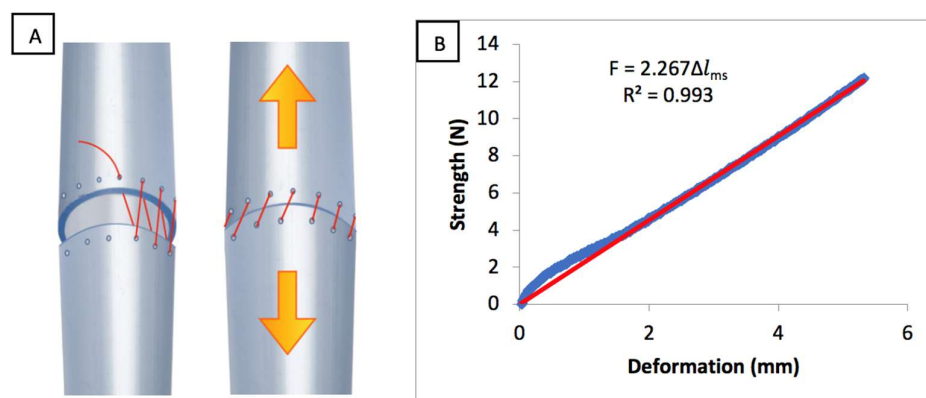 A
B
F = 2.267Δl_ms
R² = 0.993
14
12
10
8
6
4
2
0
Strength (N)
0 2 4 6
Deformation (mm)